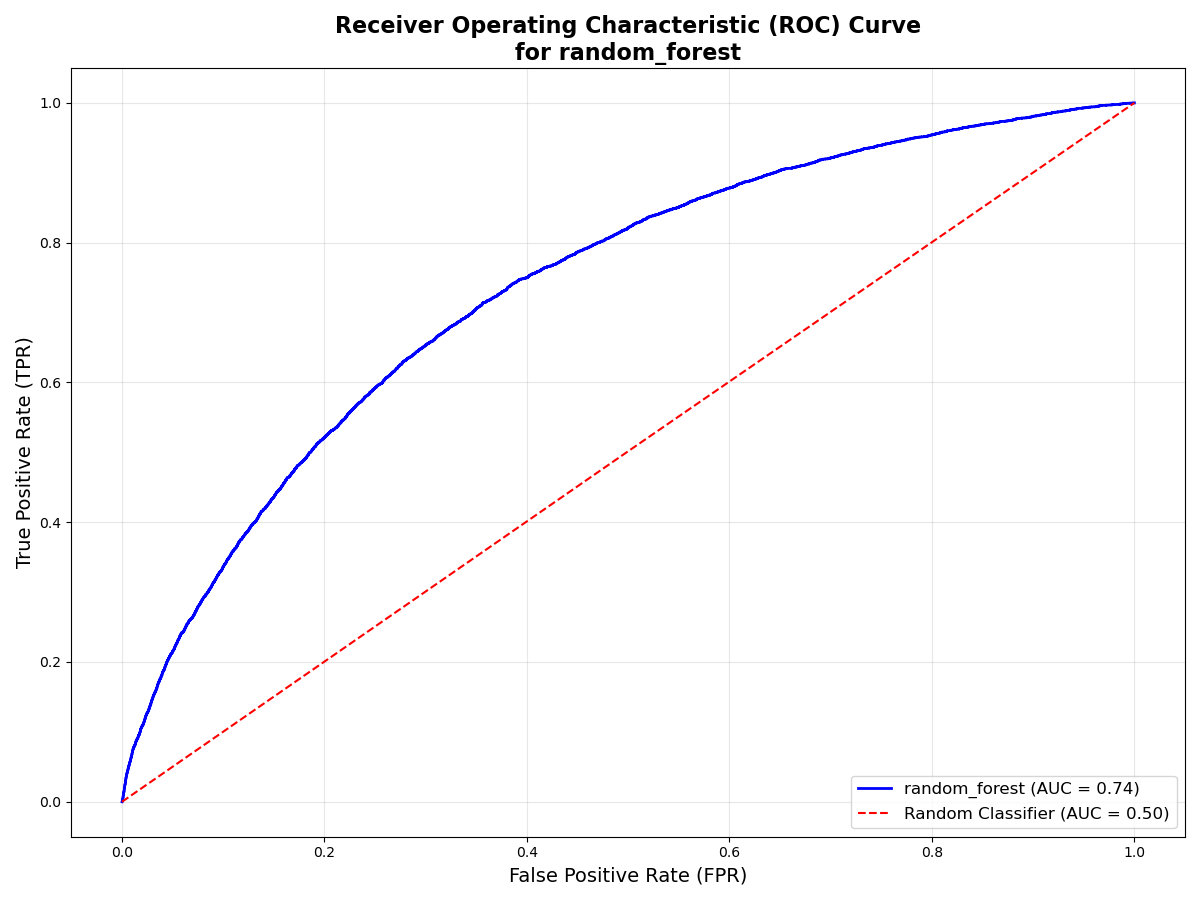 Receiver Operating Characteristic (ROC) Curve
for random_forest
True Positive Rate (TPR)
1.0
0.8
0.6
0.4
0.2
0.0
0.0
0.2
0.4
0.6
0.8
1.0
False Positive Rate (FPR)
random_forest (AUC = 0.74)
Random Classifier (AUC = 0.50)